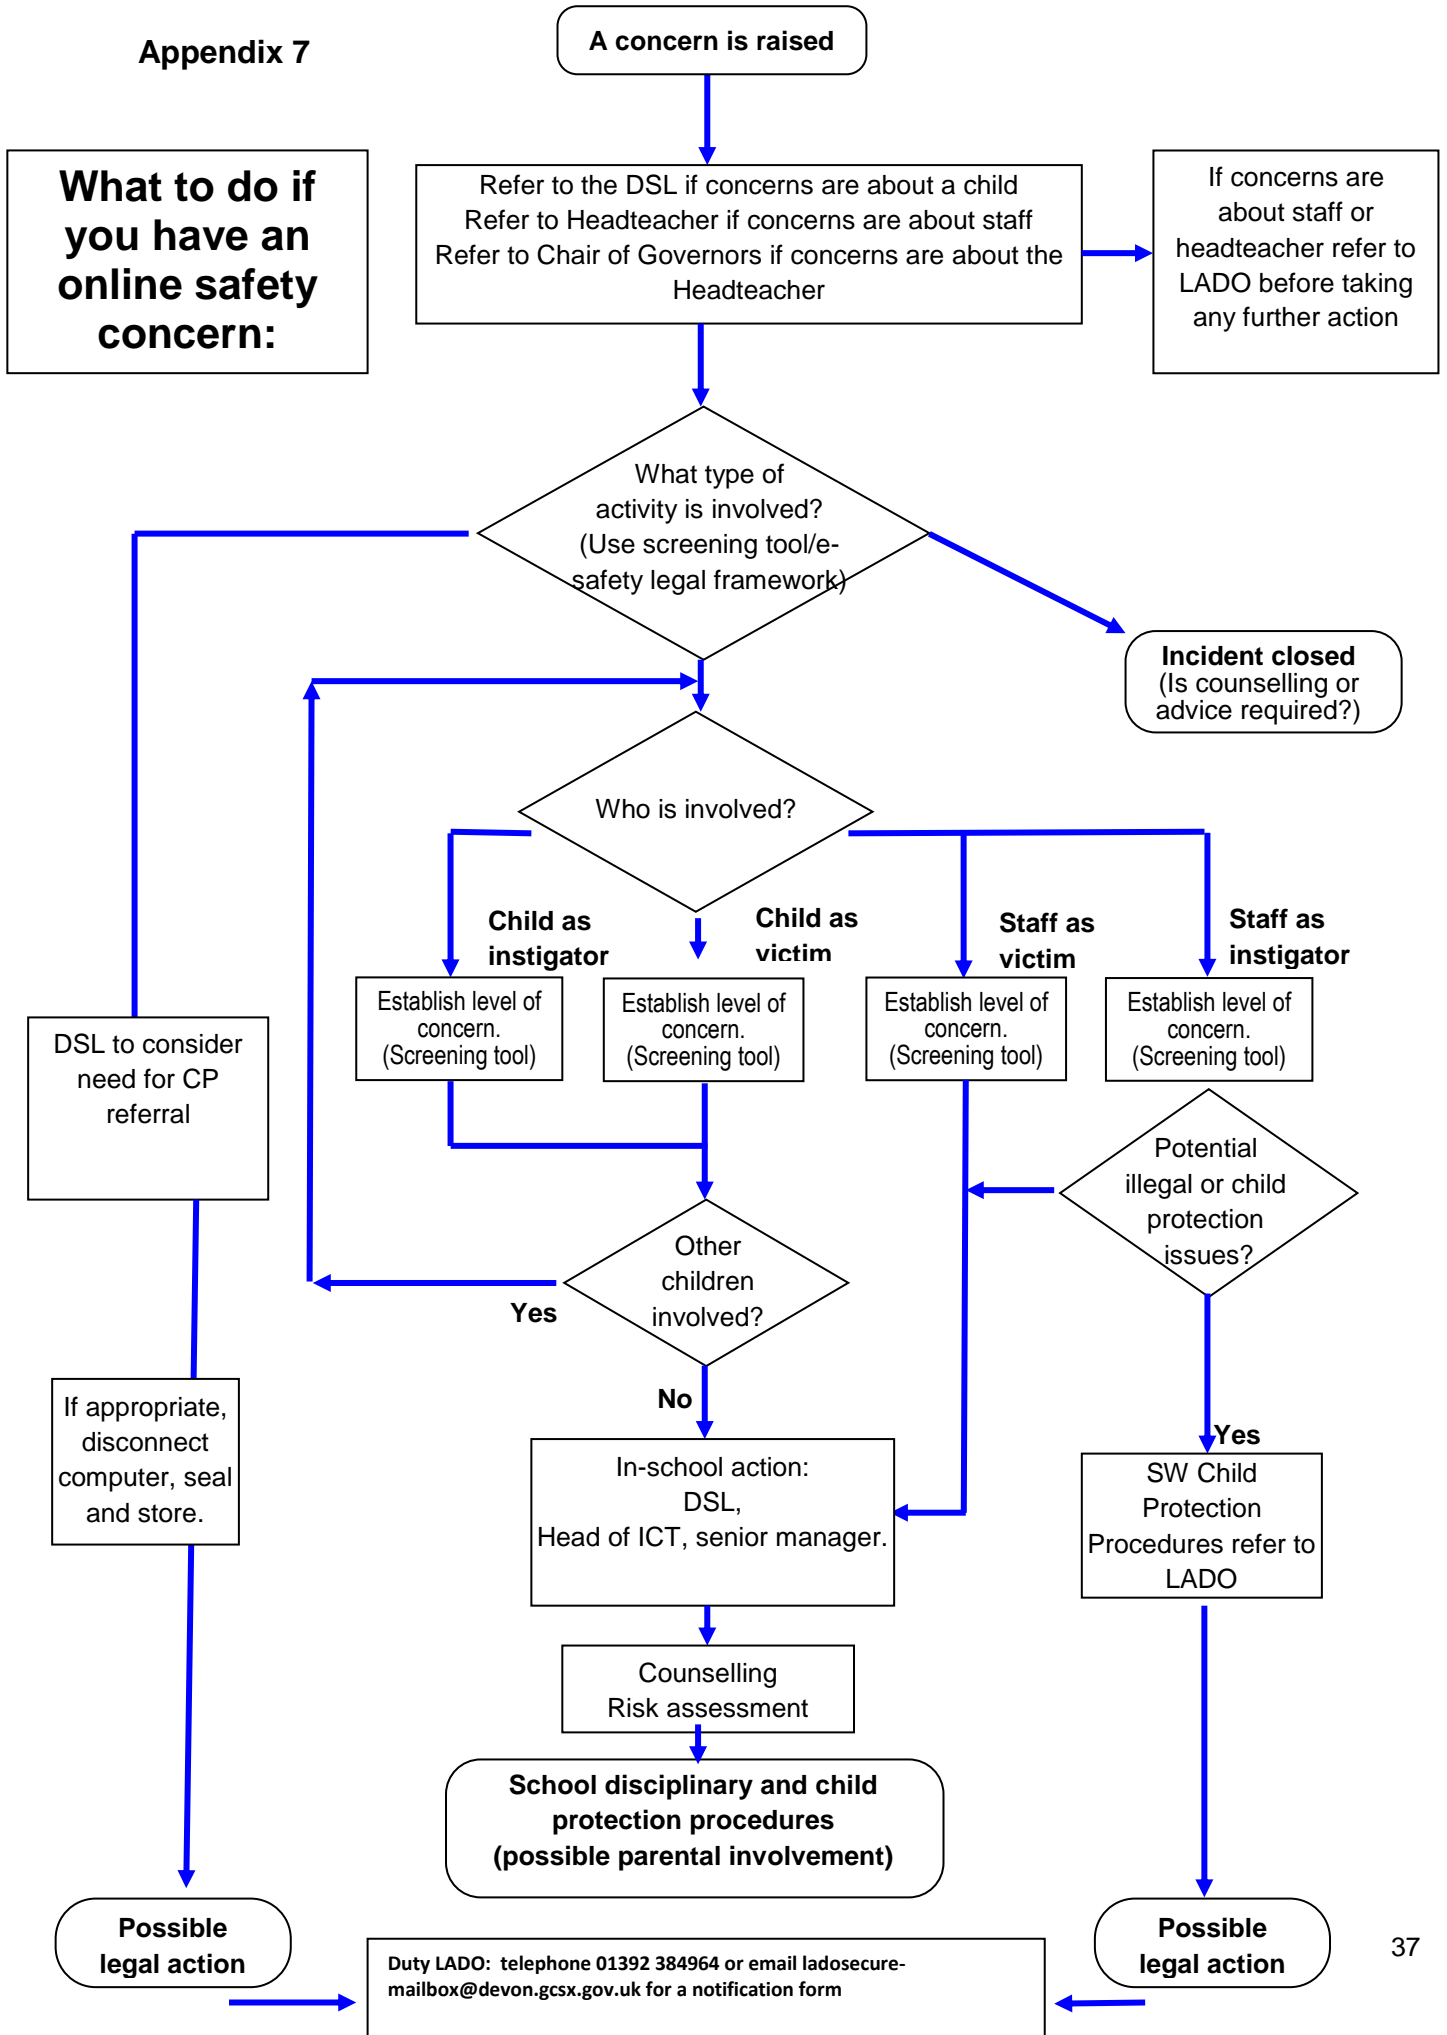 Appendix 7
A concern is raised
What to do if
you have an
online safety
concern:
Refer to the DSL if concerns are about a child
Refer to Headteacher if concerns are about staff
Refer to Chair of Governors if concerns are about the
Headteacher
If concerns are
about staff or
headteacher refer to
LADO before taking
any further action
What type of
activity is involved?
(Use screening tool/e-
safety legal framework)
Incident closed
(Is counselling or
advice required?)
Who is involved?
Child as
instigator
Child as
victim
Staff as
victim
Staff as
instigator
Establish level of
concern.
(Screening tool)
Establish level of
concern.
(Screening tool)
Establish level of
concern.
(Screening tool)
Establish level of
concern.
(Screening tool)
DSL to consider
need for CP
referral
Potential
illegal or child
protection
issues?
Other
children
involved?
Yes
No
If appropriate,
disconnect
computer, seal
and store.
In-school action:
DSL,
Head of ICT, senior manager.
Yes
SW Child
Protection
Procedures refer to
LADO
Counselling
Risk assessment
School disciplinary and child
protection procedures
(possible parental involvement)
Possible
legal action
Possible
legal action
Duty LADO: telephone 01392 384964 or email ladosecure-
mailbox@devon.gcsx.gov.uk for a notification form
37